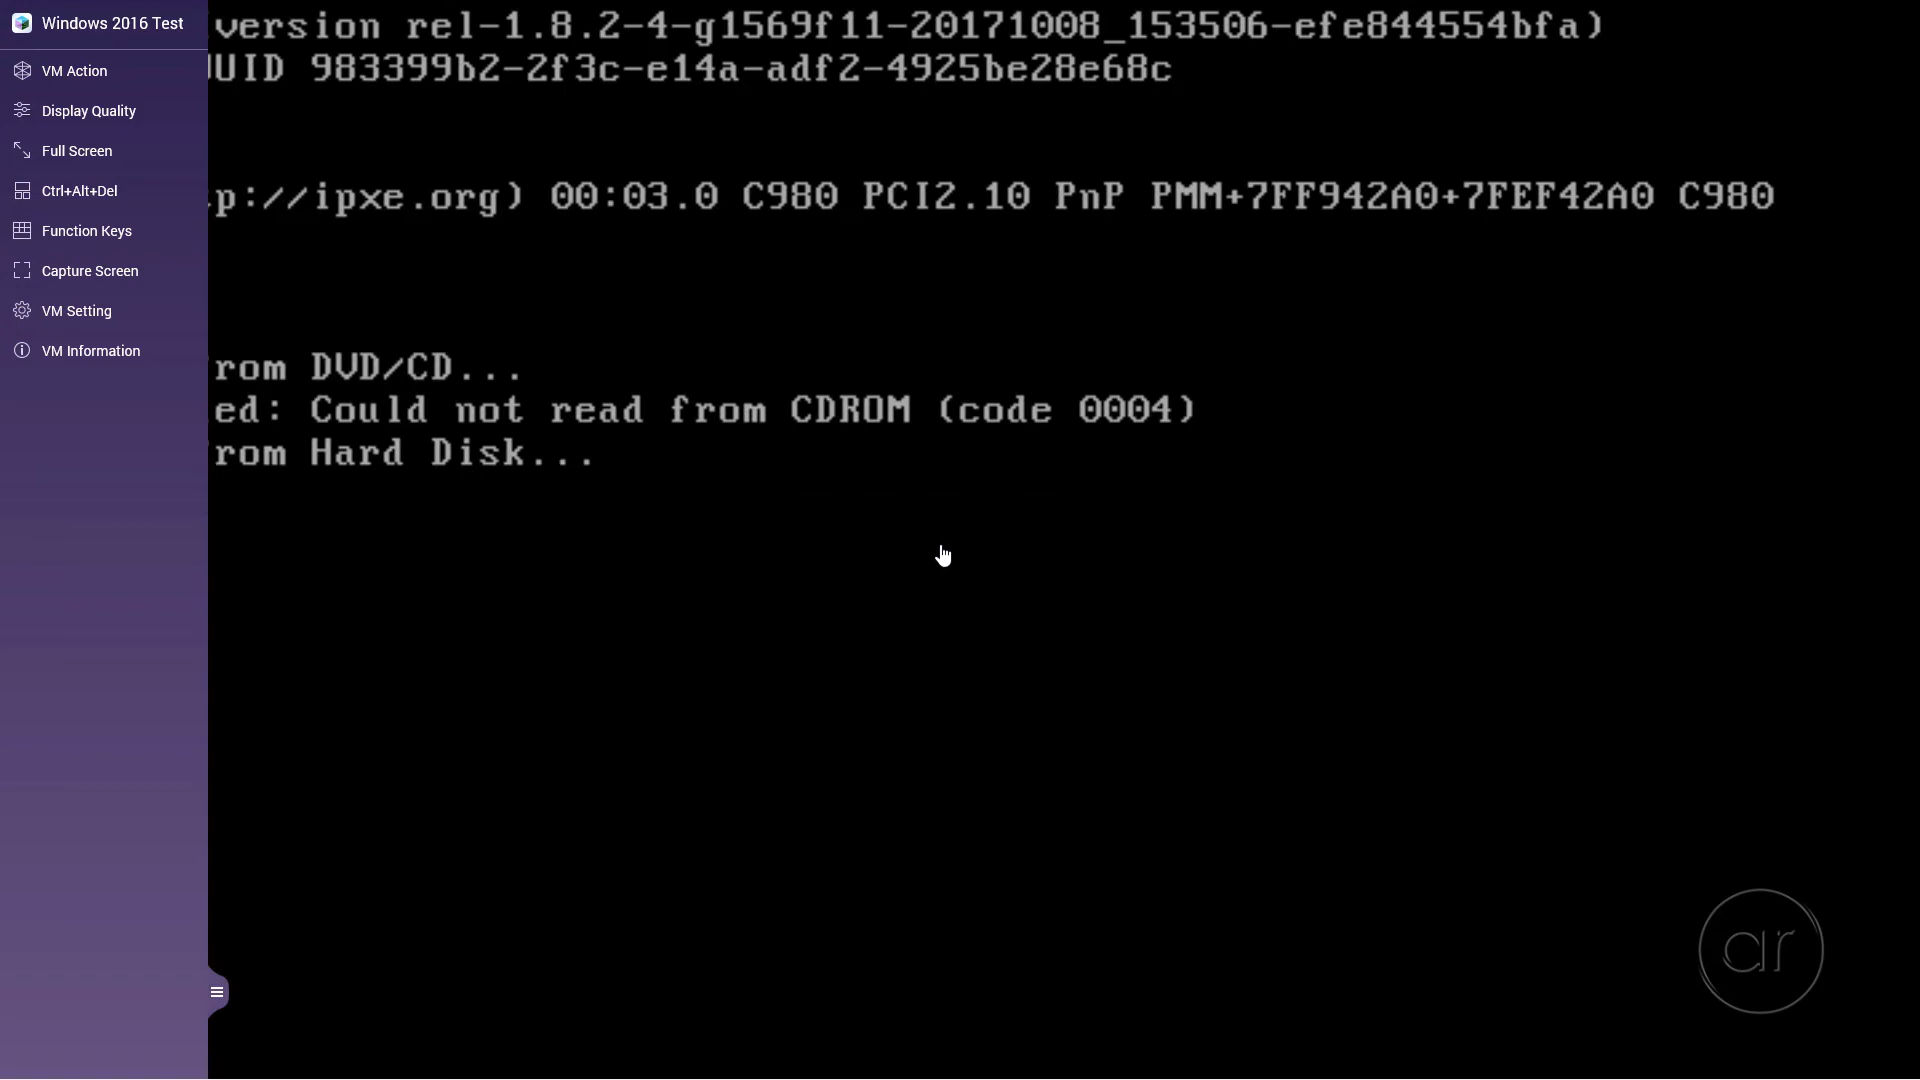 Windows 2016 Test
VM Action
Display Quality
Full Screen
Ctrl+Alt+Del
Function Keys
Capture Screen
VM Setting
VM Information
version rel-1.8.2-4-g1569f11-20171008_153506-efe844554bfa)
UUID 983399b2-2f3c-e14a-adf2-4925be28e68c
p://ipxe.org) 00:03.0 C980 PCI2.10 PnP PMM+7FF942A0+7FEF42A0 C980
rom DVD/CD...
ed: Could not read from CDROM (code 0004)
rom Hard Disk...
ar